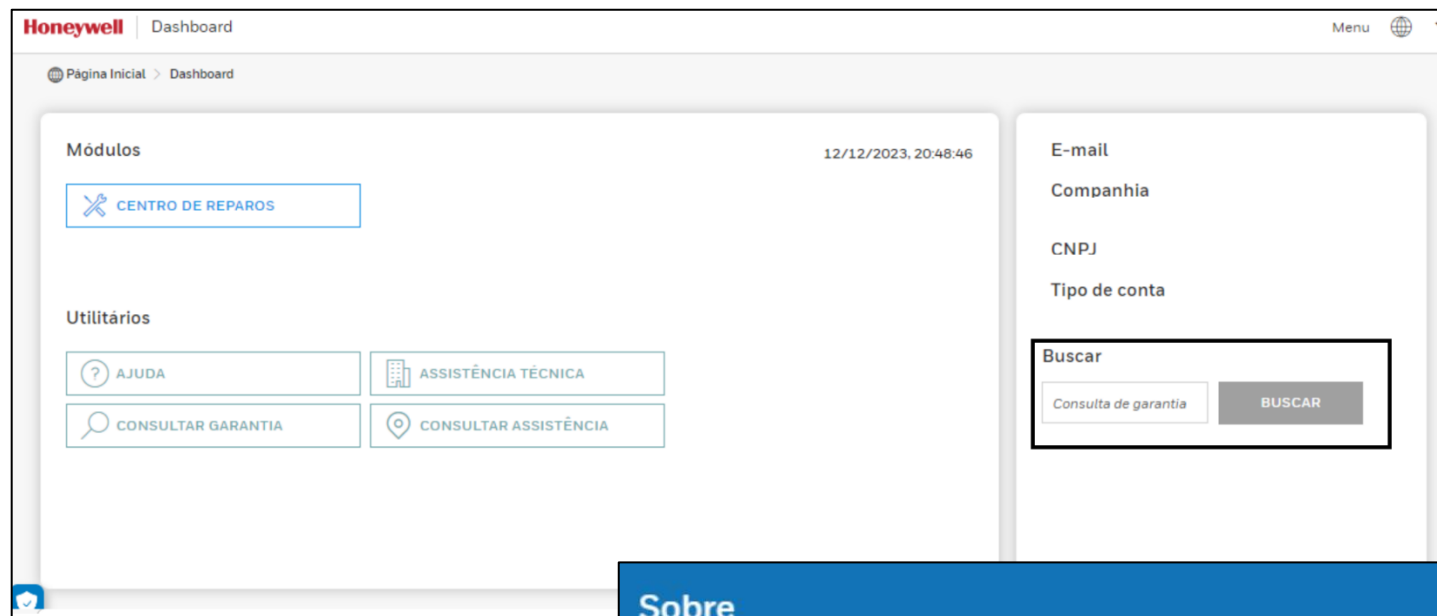 Honeywell Dashboard Menu
Página Inicial > Dashboard
Módulos
12/12/2023, 20:48:46
CENTRO DE REPAROS
Utilitários
? AJUDA
ASSISTÊNCIA TÉCNICA
CONSULTAR GARANTIA
CONSULTAR ASSISTÊNCIA
E-mail
Companhia
CNPJ
Tipo de conta
Buscar
Consulta de garantia
BUSCAR
Sobre